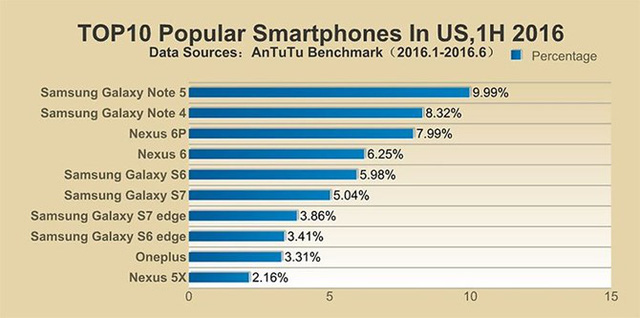 TOP10 Popular Smartphones In US,1H 2016
Data Sources：AnTuTu Benchmark（2016.1-2016.6）
Percentage
Samsung Galaxy Note 5 9.99%
Samsung Galaxy Note 4 8.32%
Nexus 6P 7.99%
Nexus 6 6.25%
Samsung Galaxy S6 5.98%
Samsung Galaxy S7 5.04%
Samsung Galaxy S7 edge 3.86%
Samsung Galaxy S6 edge 3.41%
Oneplus 3.31%
Nexus 5X 2.16%
0 5 10 15